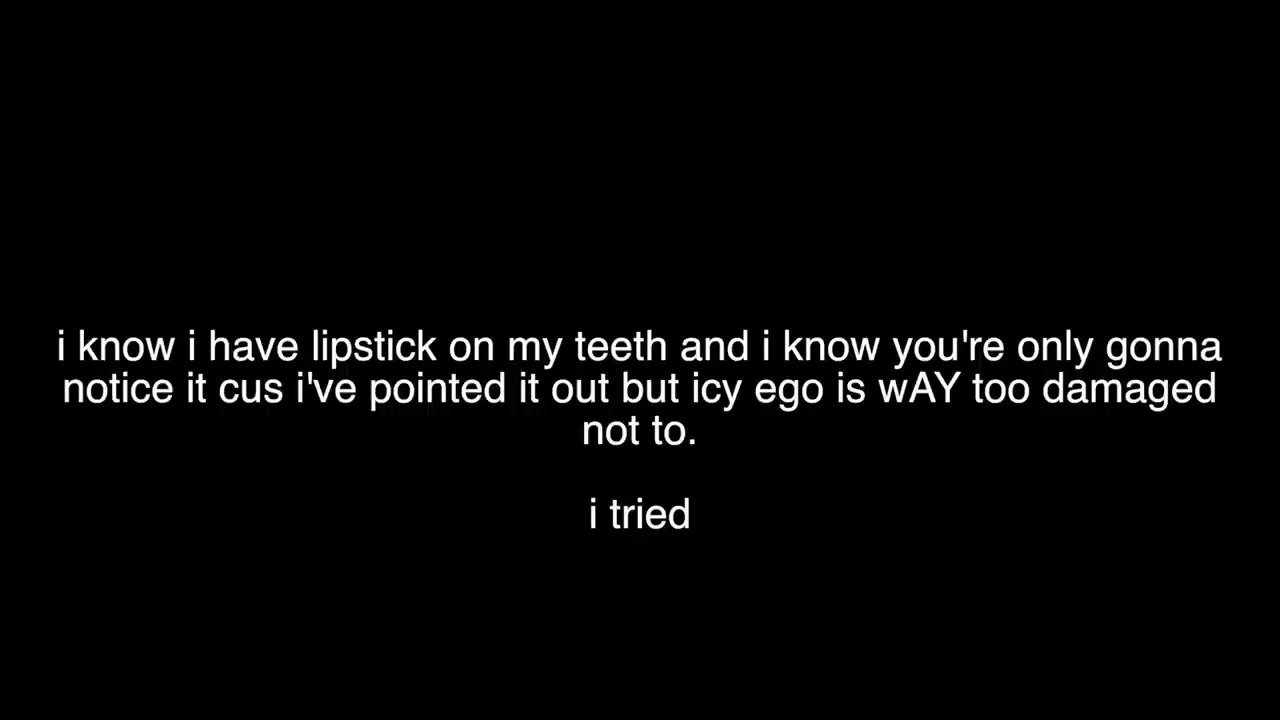 i know i have lipstick on my teeth and i know you're only gonna
notice it cus i've pointed it out but icy ego is wAY too damaged
not to.
i tried